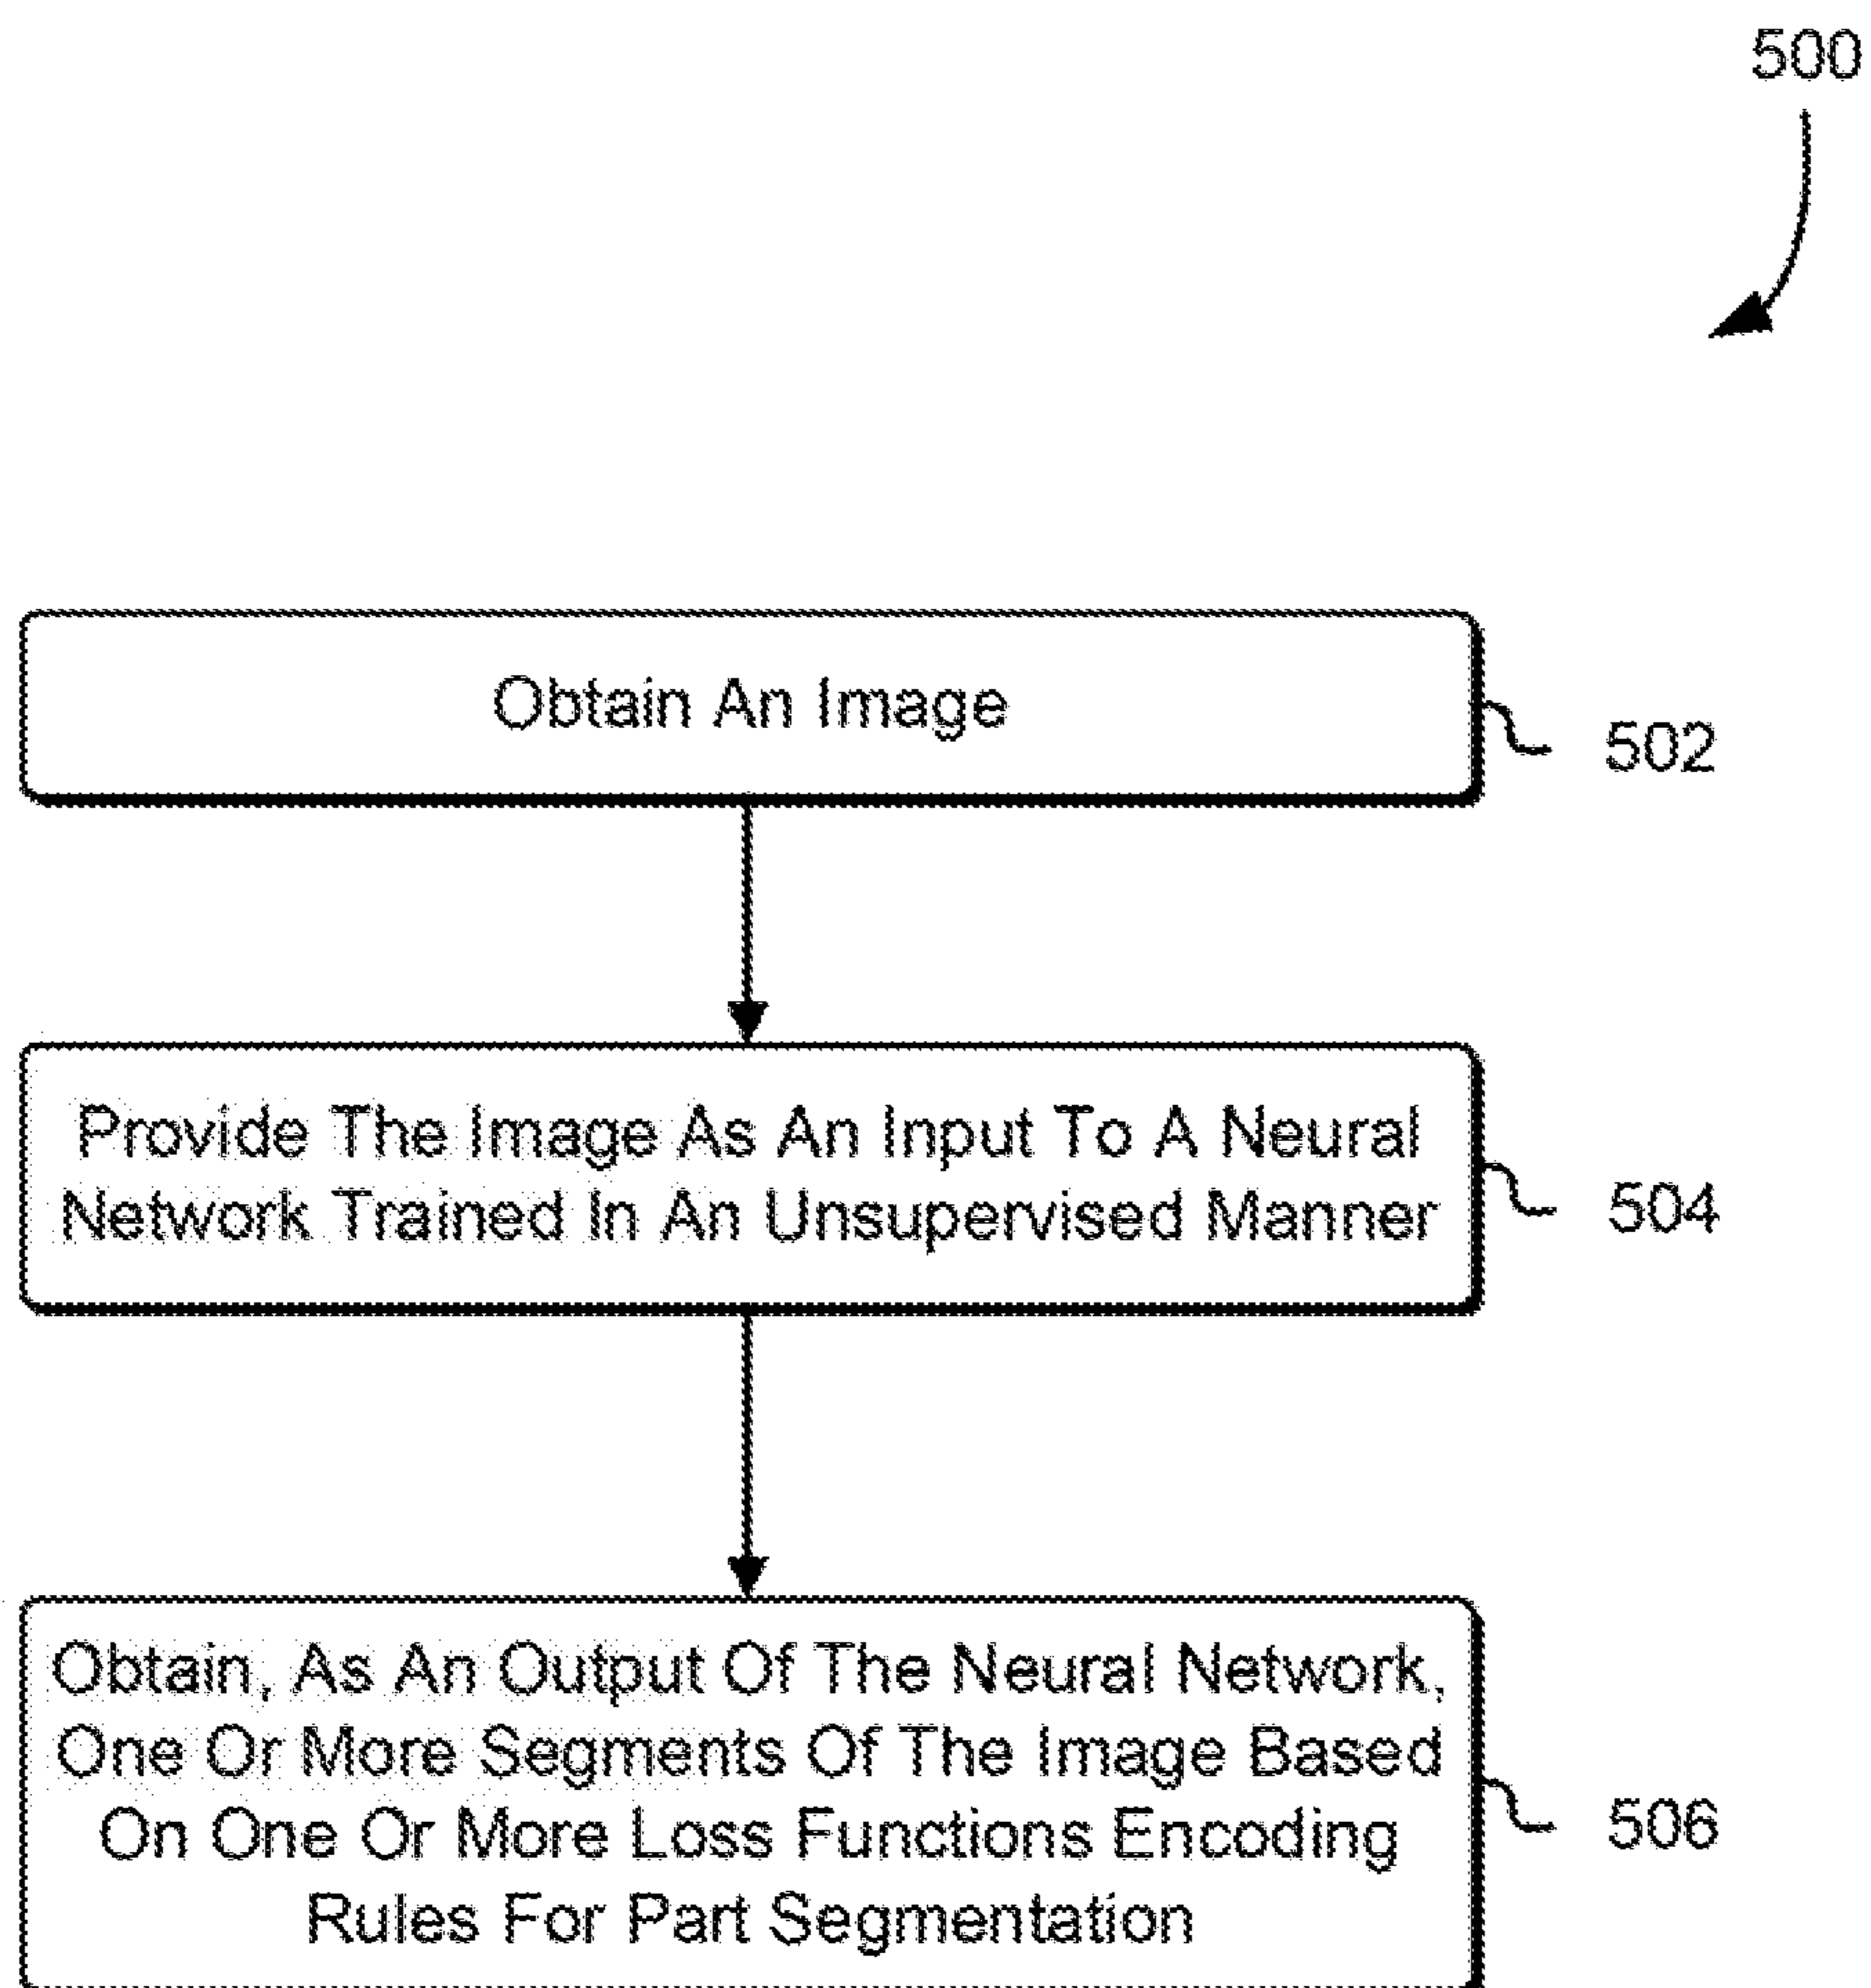 500
Obtain An Image
502
Provide The Image As An Input To A Neural
Network Trained In An Unsupervised Manner
504
Obtain, As An Output Of The Neural Network,
One Or More Segments Of The Image Based
On One Or More Loss Functions Encoding
Rules For Part Segmentation
506